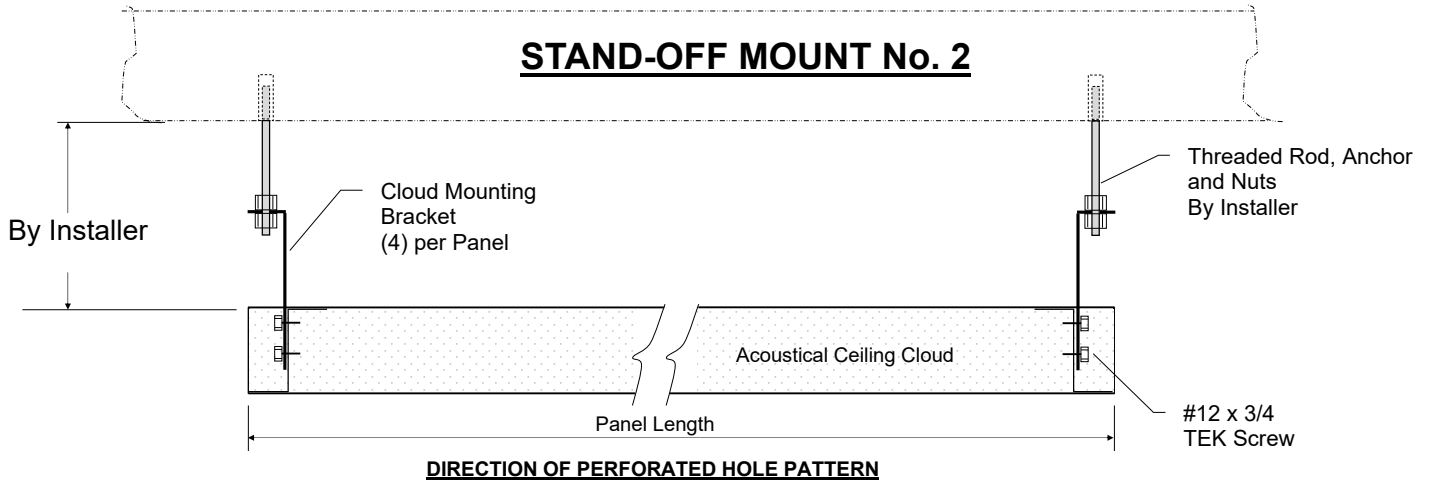 STAND-OFF MOUNT No. 2
Threaded Rod, Anchor
and Nuts
By Installer
Cloud Mounting
Bracket
(4) per Panel
By Installer
Acoustical Ceiling Cloud
#12 x 3/4
TEK Screw
Panel Length
DIRECTION OF PERFORATED HOLE PATTERN